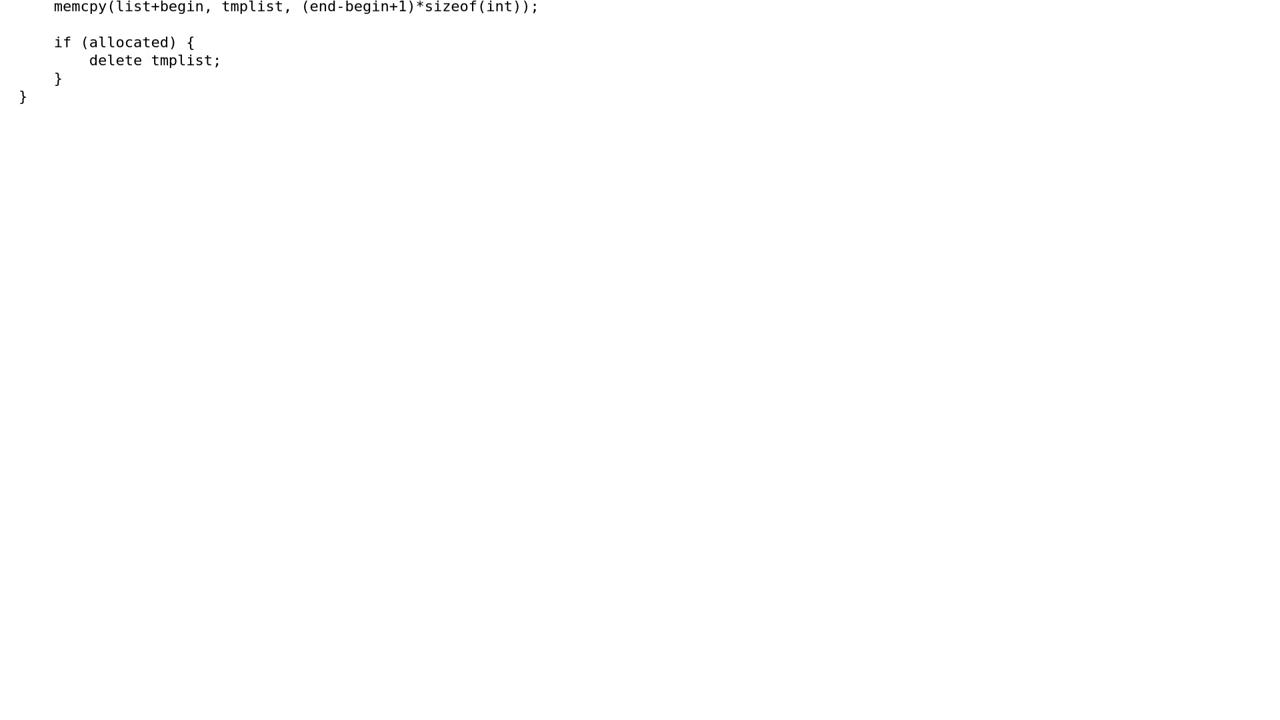 memcpy(list+begin, tmplist, (end-begin+1)*sizeof(int));

    if (allocated) {
        delete tmplist;
    }
}